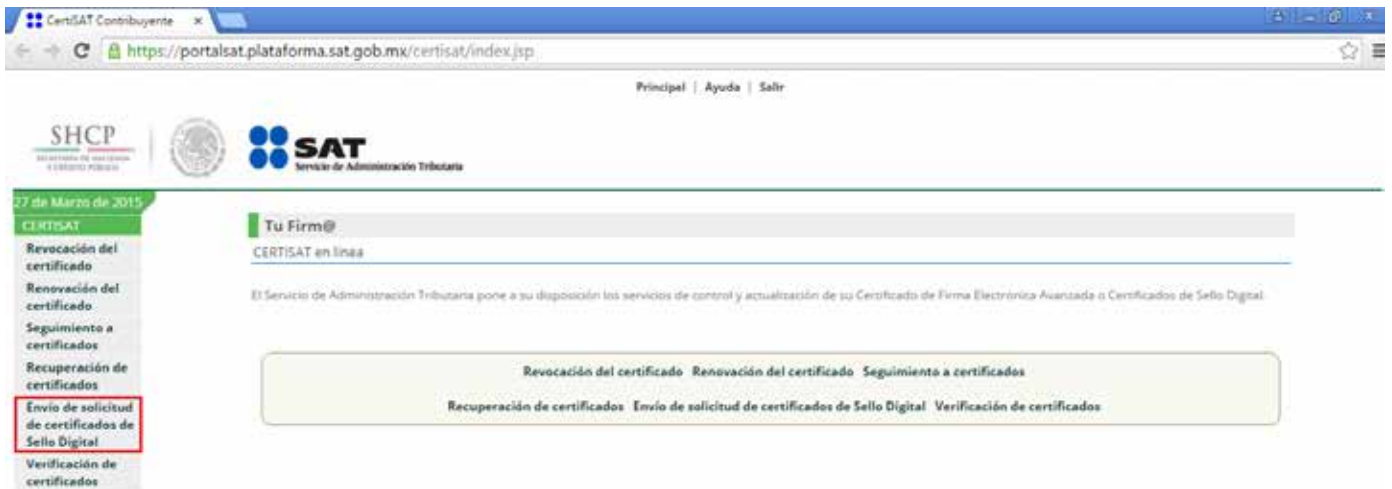 CertiSAT Contribuyente
https://portalsat.plataforma.sat.gob.mx/certisat/index.jsp
Principal | Ayuda | Salir
SHCP
SECRETARÍA DE HACIENDA
Y CRÉDITO PÚBLICO
SAT
Servicio de Administración Tributaria
27 de Marzo de 2015
CERTISAT
Revocación del
certificado
Renovación del
certificado
Seguimiento a
certificados
Recuperación de
certificados
Envío de solicitud
de certificados de
Sello Digital
Verificación de
certificados
Tu Firm@
CERTISAT en línea
El Servicio de Administración Tributaria pone a su disposición los servicios de control y actualización de su Certificado de Firma Electrónica Avanzada o Certificados de Sello Digital.
Revocación del certificado Renovación del certificado Seguimiento a certificados
Recuperación de certificados Envío de solicitud de certificados de Sello Digital Verificación de certificados